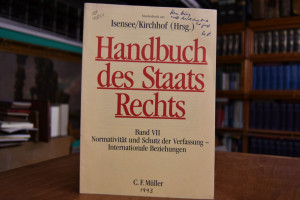 Isensee/Kirchhof (Hrsg.)
Handbuch
des Staats
Rechts
Band VII
Normativität und Schutz der Verfassung –
Internationale Beziehungen
C. F. Müller
1992